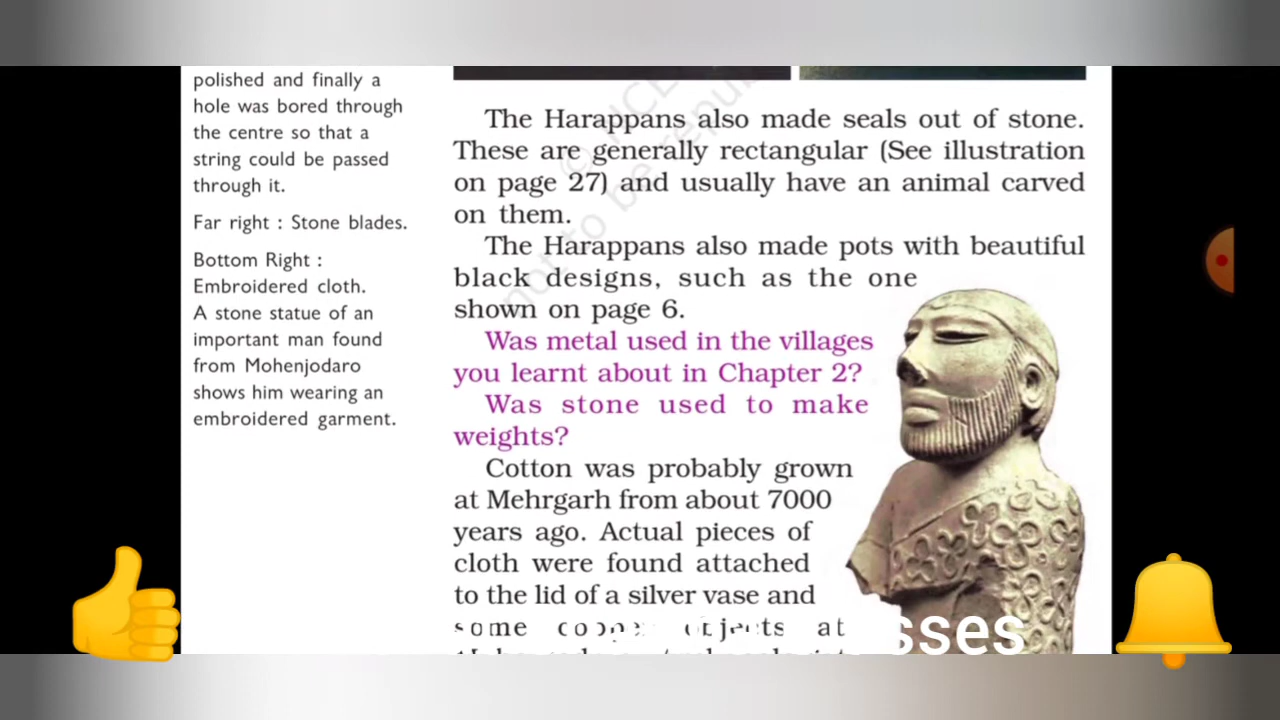 polished and finally a
hole was bored through
the centre so that a
string could be passed
through it.
Far right : Stone blades.
Bottom Right :
Embroidered cloth.
A stone statue of an
important man found
from Mohenjodaro
shows him wearing an
embroidered garment.
The Harappans also made seals out of stone.
These are generally rectangular (See illustration
on page 27) and usually have an animal carved
on them.
The Harappans also made pots with beautiful
black designs, such as the one
shown on page 6.
Was metal used in the villages
you learnt about in Chapter 2?
Was stone used to make
weights?
Cotton was probably grown
at Mehrgarh from about 7000
years ago. Actual pieces of
cloth were found attached
to the lid of a silver vase and
some objects at
not to be